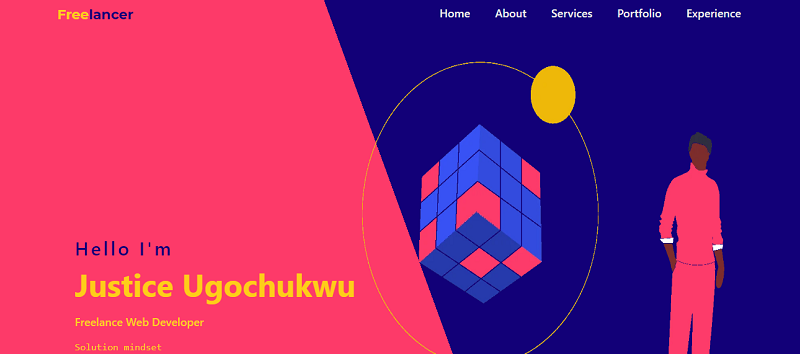 Freelancer Home About Services Portfolio Experience
Hello I'm
Justice Ugochukwu
Freelance Web Developer
Solution mindset